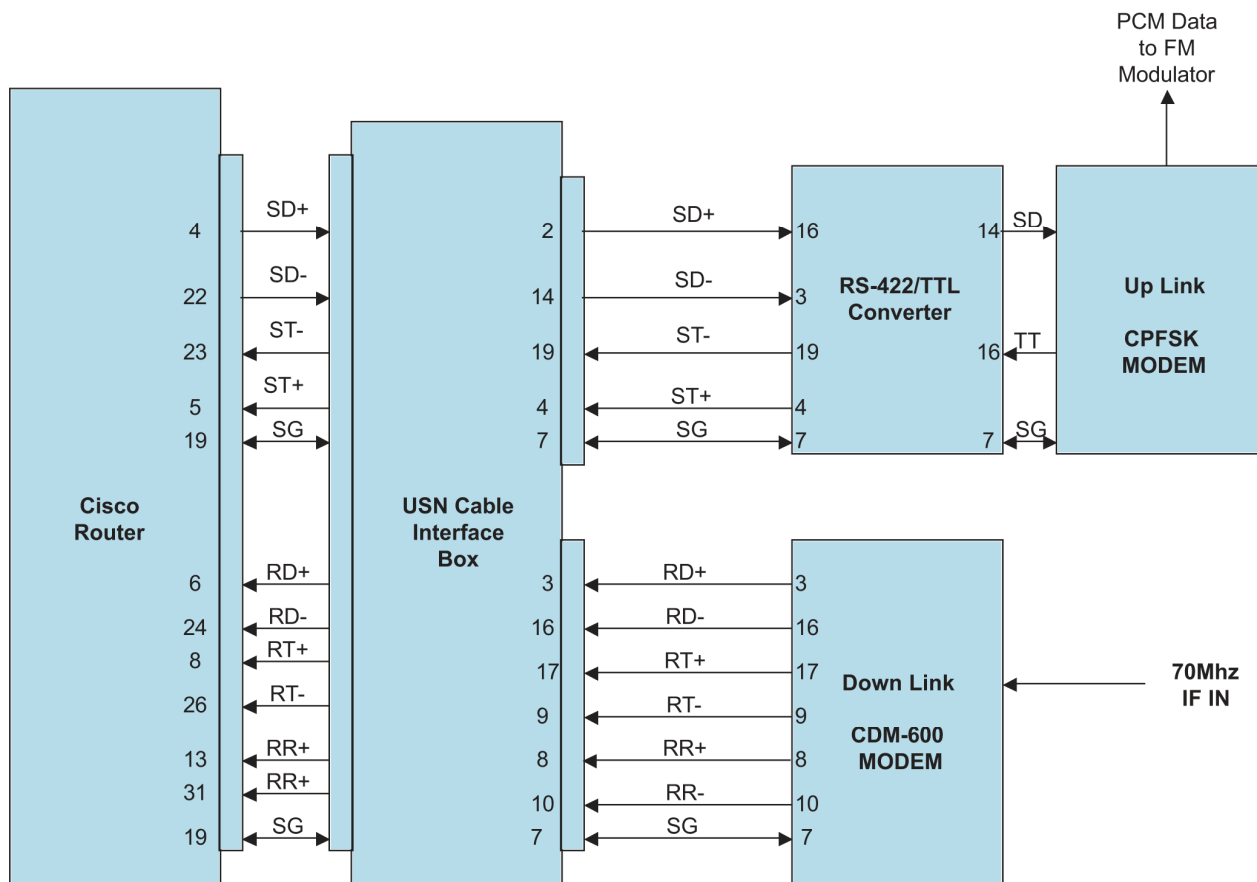 PCM Data
to FM
Modulator
4 SD+ 2 SD+ 16 14 SD
22 SD- 14 SD- 3
RS-422/TTL
Converter
Up Link
23 ST- 19 ST- 19 16 TT
CPFSK
MODEM
5 ST+ 4 ST+ 4
19 SG 7 SG 7 7 SG
Cisco
Router
USN Cable
Interface
Box
6 RD+ 3 RD+ 3
24 RD- 16 RD- 16
8 RT+ 17 RT+ 17
26 RT- 9 RT- 9
Down Link
70Mhz
IF IN
13 RR+ 8 RR+ 8
CDM-600
MODEM
31 RR+ 10 RR- 10
19 SG 7 SG 7